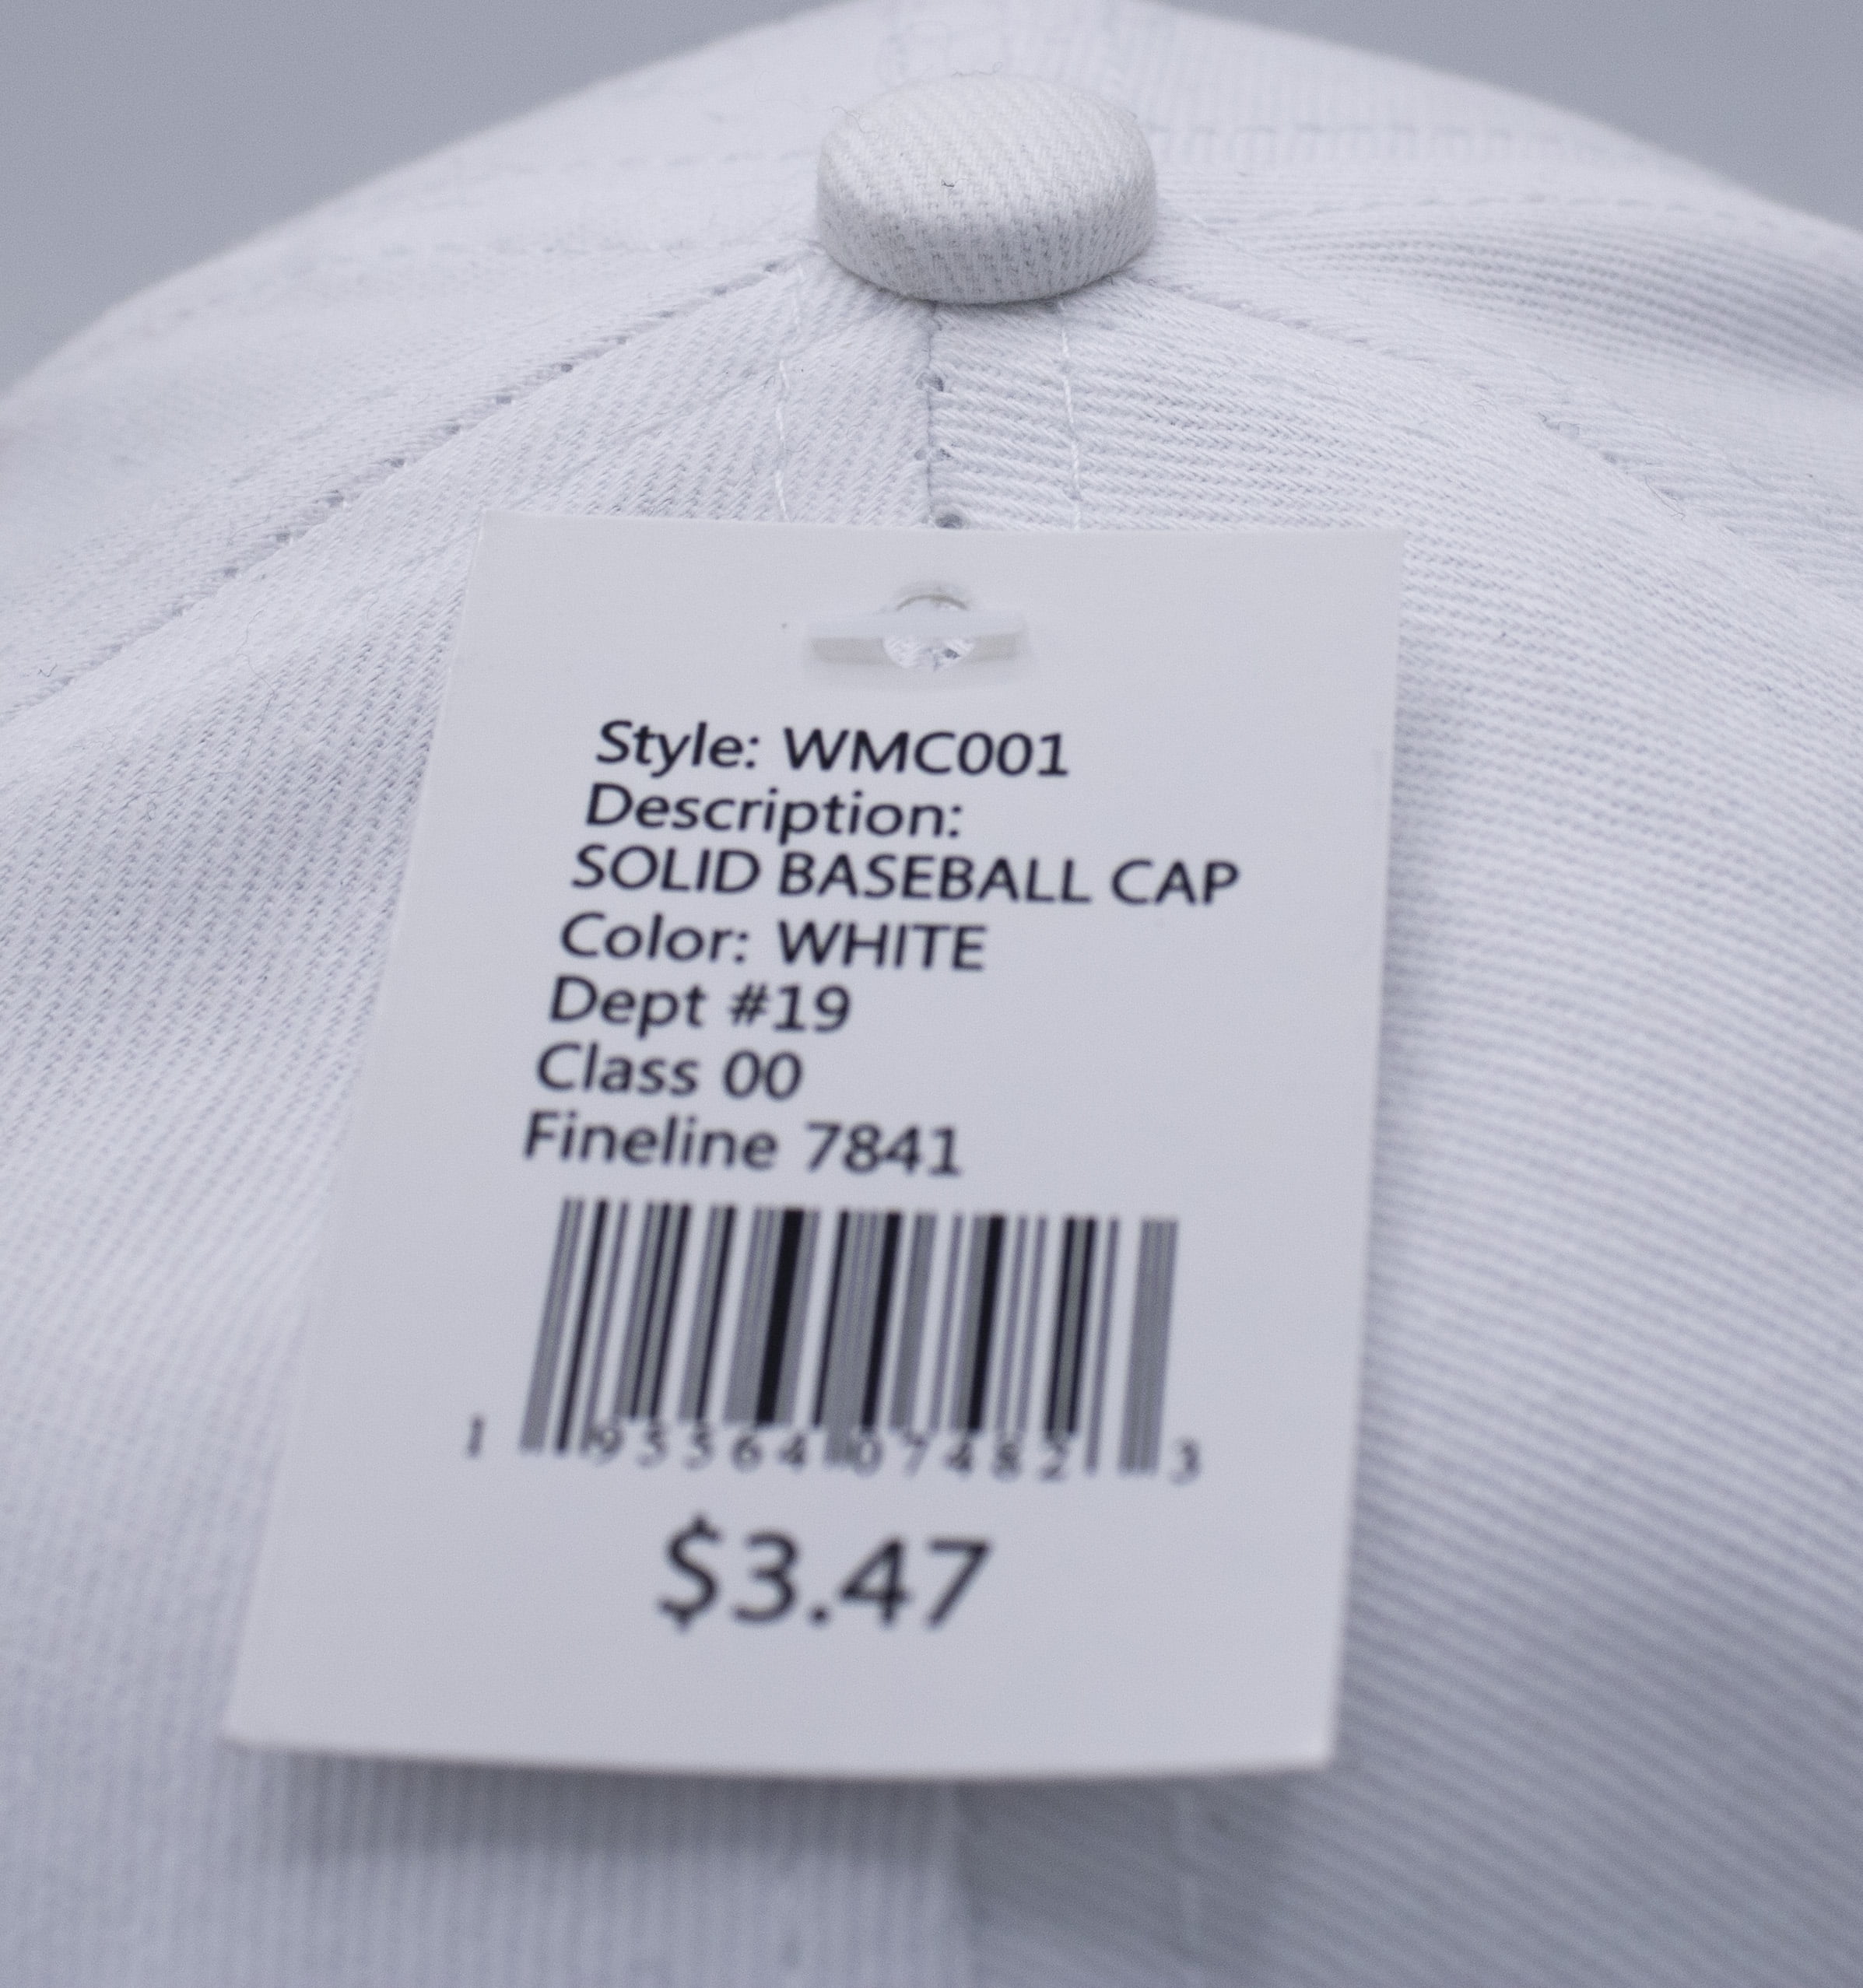 Style: WMC001
Description:
SOLID BASEBALL CAP
Color: WHITE
Dept #19
Class 00
Fineline 7841
1 95564 07482 3
$3.47